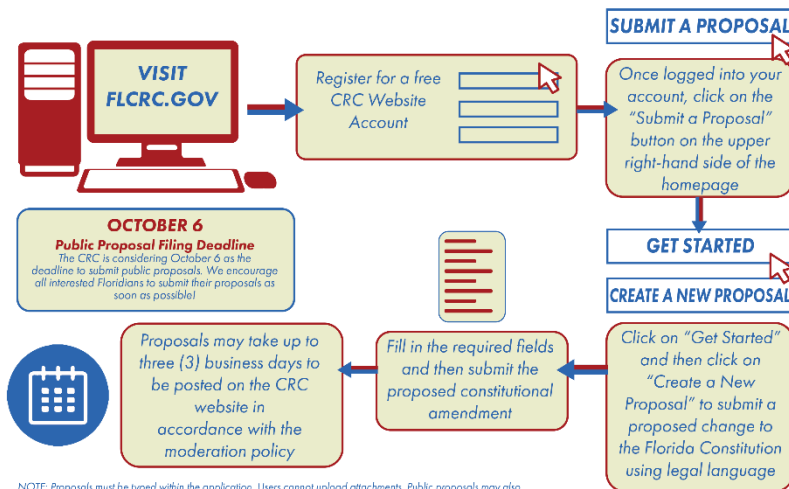 VISIT
FLCRC.GOV
Register for a free
CRC Website
Account
SUBMIT A PROPOSAL
Once logged into your
account, click on the
“Submit a Proposal”
button on the upper
right-hand side of the
homepage
GET STARTED
CREATE A NEW PROPOSAL
Click on “Get Started”
and then click on
“Create a New
Proposal” to submit a
proposed change to
the Florida Constitution
using legal language
Fill in the required fields
and then submit the
proposed constitutional
amendment
Proposals may take up to
three (3) business days to
be posted on the CRC
website in
accordance with the
moderation policy
OCTOBER 6
Public Proposal Filing Deadline
The CRC is considering October 6 as the
deadline to submit public proposals. We encourage
all interested Floridians to submit their proposals as
soon as possible!
NOTE: Proposals must be typed within the application. Users cannot upload attachments. Public proposals may also